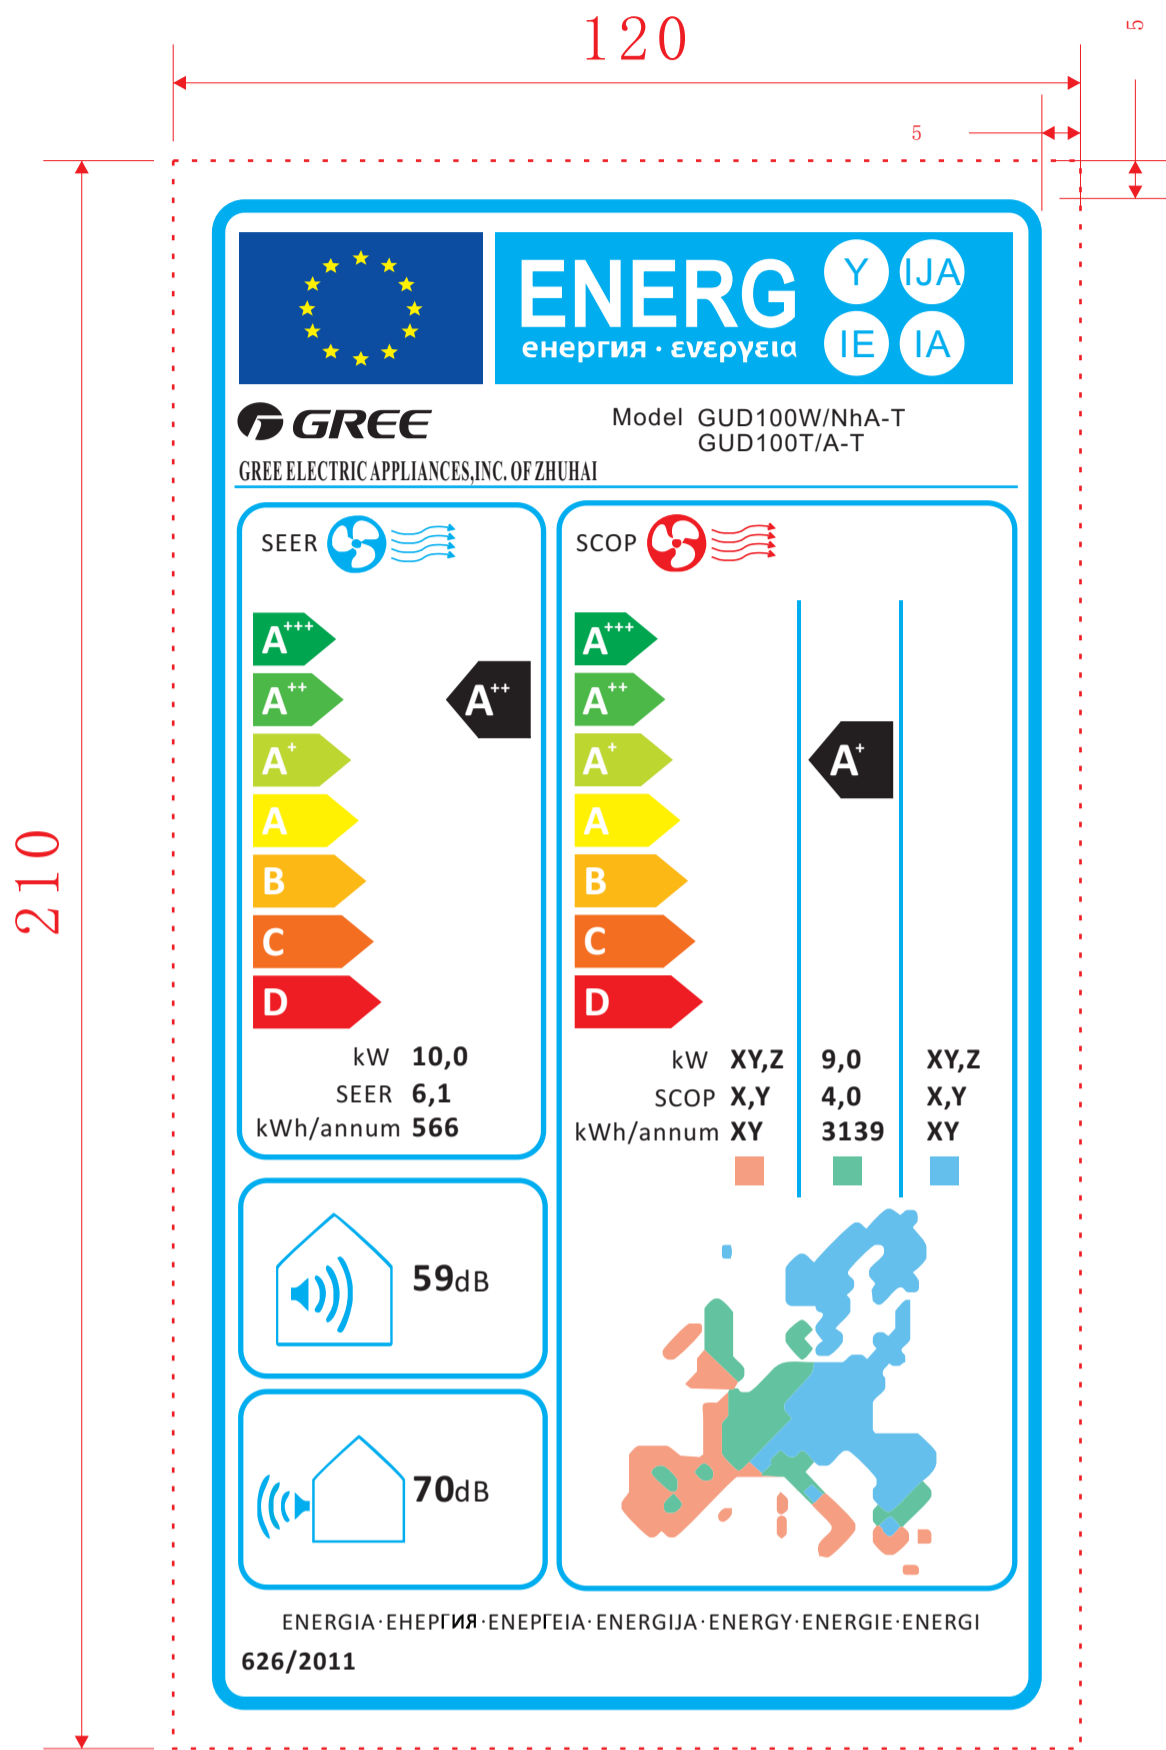 120
5
5
210
ENERG
енергия · ενεργεια
Y IJA
IE IA
GREE
Model GUD100W/NhA-T
GUD100T/A-T
GREE ELECTRIC APPLIANCES,INC. OF ZHUHAI
SEER
A+++
A++
A+
A
B
C
D
A++
kW 10,0
SEER 6,1
kWh/annum 566
SCOP
A+++
A++
A+
A
B
C
D
A+
kW XY,Z 9,0 XY,Z
SCOP X,Y 4,0 X,Y
kWh/annum XY 3139 XY
59dB
70dB
ENERGIA·ЕНЕРГИЯ·ΕΝΕΡΓΕΙΑ·ENERGIJA·ENERGY·ENERGIE·ENERGI
626/2011